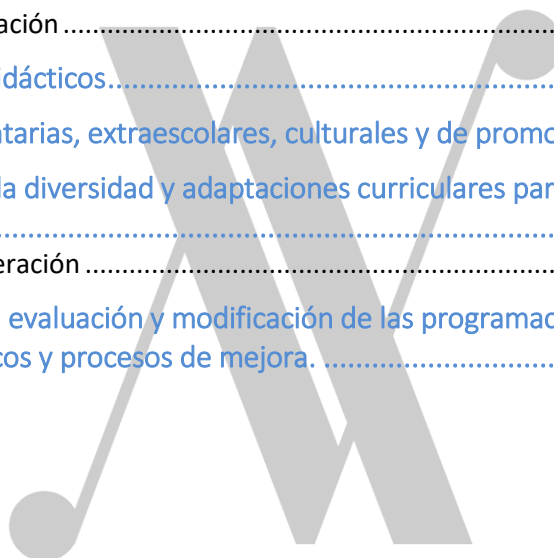 ación ........................................................
idácticos.....................................................
tarias, extraescolares, culturales y de promo
la diversidad y adaptaciones curriculares par
..............................................................
eración .....................................................
evaluación y modificación de las programac
cos y procesos de mejora. ...............................